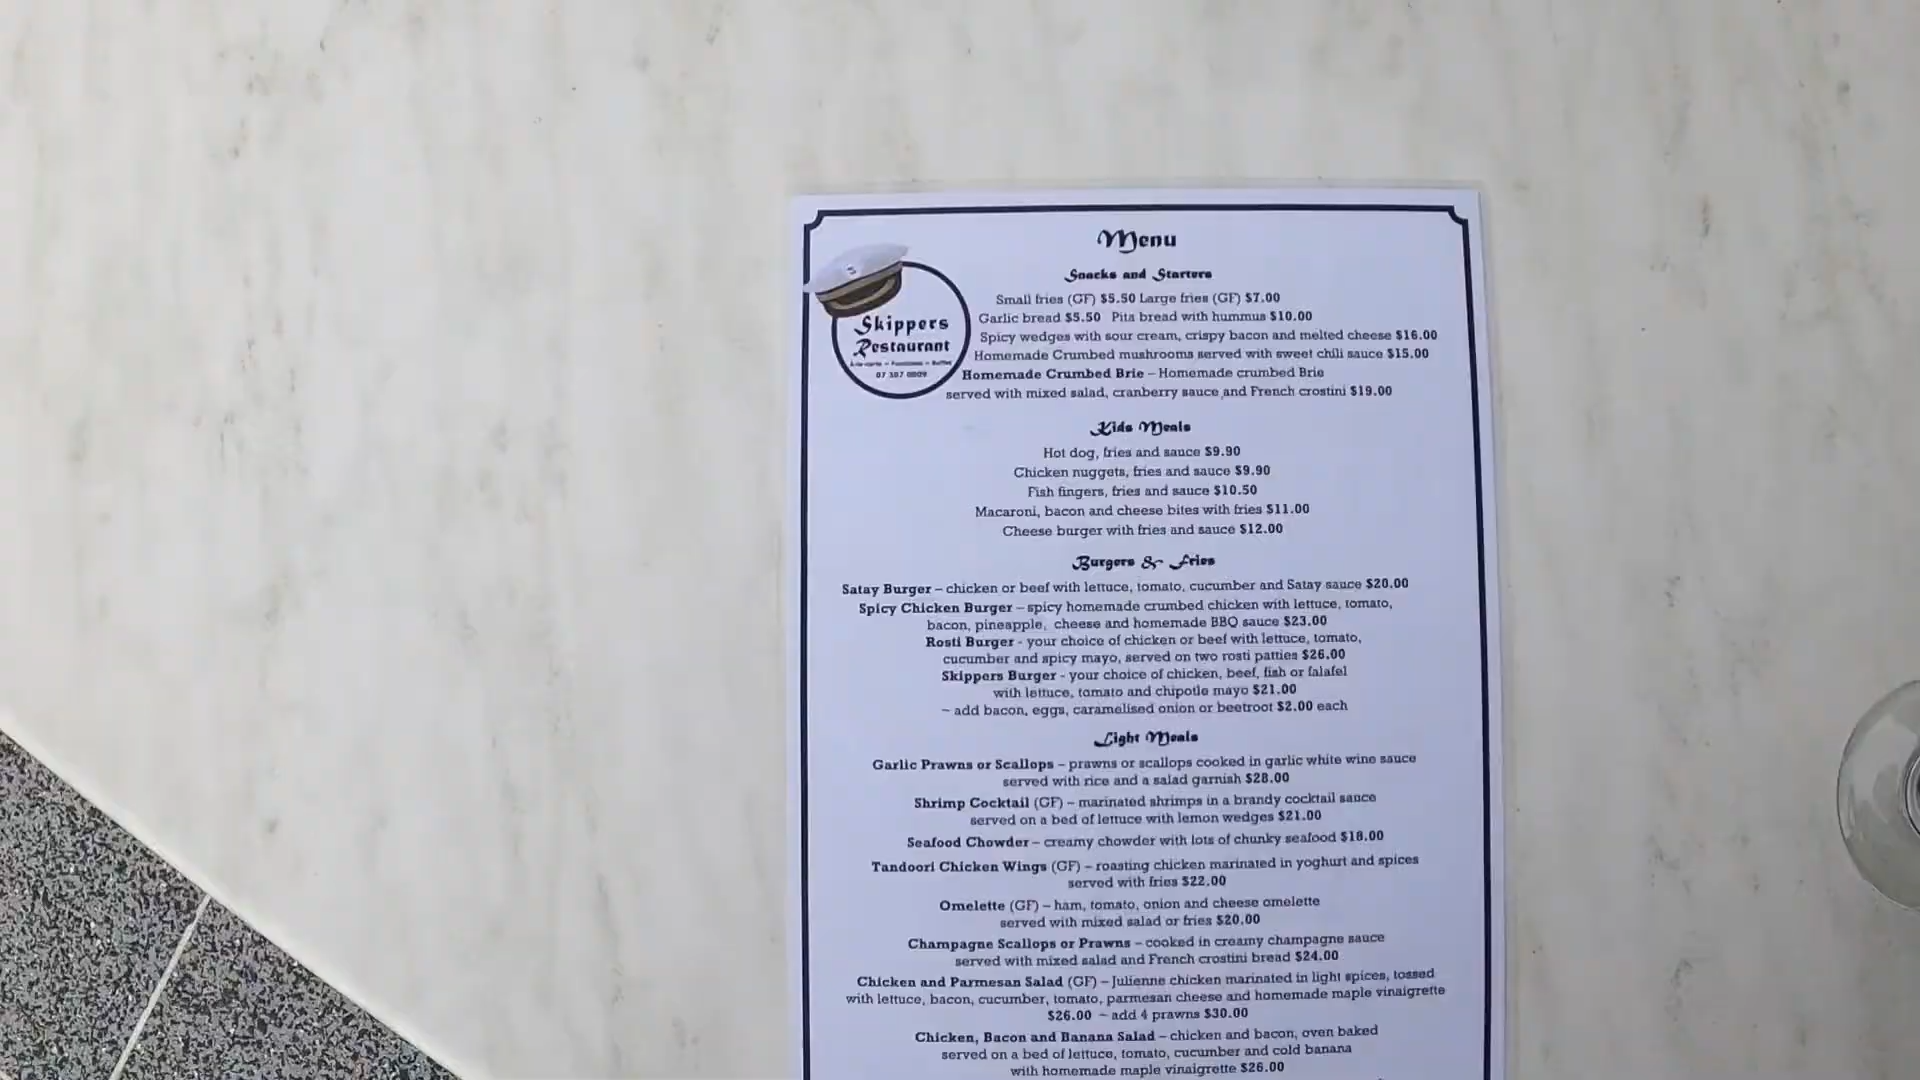 Menu
Snacks and Starters
Small fries (GF) $5.50 Large fries (GF) $7.00
Garlic bread $5.50 Pita bread with hummus $10.00
Spicy wedges with sour cream, crispy bacon and melted cheese $16.00
Homemade Crumbed mushrooms served with sweet chili sauce $15.00
Homemade Crumbed Brie – Homemade crumbed Brie
served with mixed salad, cranberry sauce and French crostini $19.00
S
Skippers
Restaurant
07 307 0809
Kids Meals
Hot dog, fries and sauce $9.90
Chicken nuggets, fries and sauce $9.90
Fish fingers, fries and sauce $10.50
Macaroni, bacon and cheese bites with fries $11.00
Cheese burger with fries and sauce $12.00
Burgers & Fries
Satay Burger – chicken or beef with lettuce, tomato, cucumber and Satay sauce $20.00
Spicy Chicken Burger – spicy homemade crumbed chicken with lettuce, tomato,
bacon, pineapple, cheese and homemade BBQ sauce $23.00
Rosti Burger - your choice of chicken or beef with lettuce, tomato,
cucumber and spicy mayo, served on two rosti patties $26.00
Skippers Burger - your choice of chicken, beef, fish or falafel
with lettuce, tomato and chipotle mayo $21.00
~ add bacon, eggs, caramelised onion or beetroot $2.00 each
Light Meals
Garlic Prawns or Scallops – prawns or scallops cooked in garlic white wine sauce
served with rice and a salad garnish $28.00
Shrimp Cocktail (GF) – marinated shrimps in a brandy cocktail sauce
served on a bed of lettuce with lemon wedges $21.00
Seafood Chowder – creamy chowder with lots of chunky seafood $18.00
Tandoori Chicken Wings (GF) – roasting chicken marinated in yoghurt and spices
served with fries $22.00
Omelette (GF) – ham, tomato, onion and cheese omelette
served with mixed salad or fries $20.00
Champagne Scallops or Prawns – cooked in creamy champagne sauce
served with mixed salad and French crostini bread $24.00
Chicken and Parmesan Salad (GF) – Julienne chicken marinated in light spices, tossed
with lettuce, bacon, cucumber, tomato, parmesan cheese and homemade maple vinaigrette
$26.00 ~ add 4 prawns $30.00
Chicken, Bacon and Banana Salad – chicken and bacon, oven baked
served on a bed of lettuce, tomato, cucumber and cold banana
with homemade maple vinaigrette $26.00